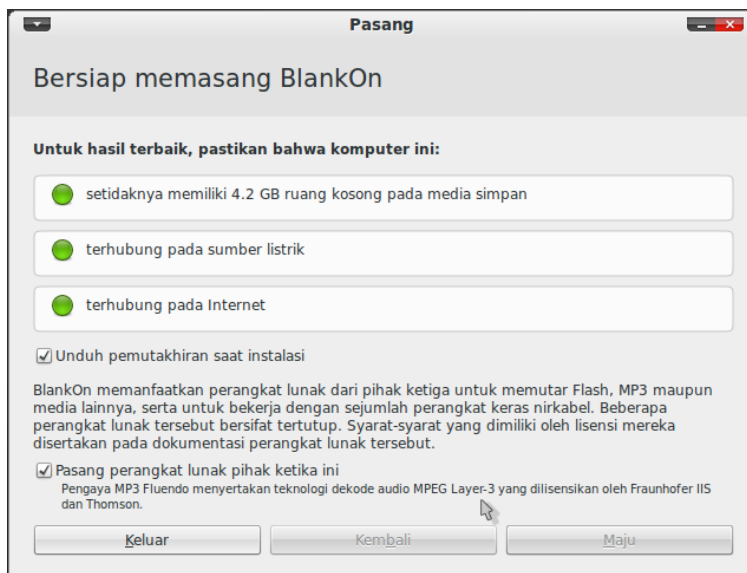 Pasang
Bersiap memasang BlankOn
Untuk hasil terbaik, pastikan bahwa komputer ini:
setidaknya memiliki 4.2 GB ruang kosong pada media simpan
terhubung pada sumber listrik
terhubung pada Internet
Unduh pemutakhiran saat instalasi
BlankOn memanfaatkan perangkat lunak dari pihak ketiga untuk memutar Flash, MP3 maupun
media lainnya, serta untuk bekerja dengan sejumlah perangkat keras nirkabel. Beberapa
perangkat lunak tersebut bersifat tertutup. Syarat-syarat yang dimiliki oleh lisensi mereka
disertakan pada dokumentasi perangkat lunak tersebut.
Pasang perangkat lunak pihak ketika ini
Pengaya MP3 Fluendo menyertakan teknologi dekode audio MPEG Layer-3 yang dilisensikan oleh Fraunhofer IIS
dan Thomson.
Keluar Kembali Maju